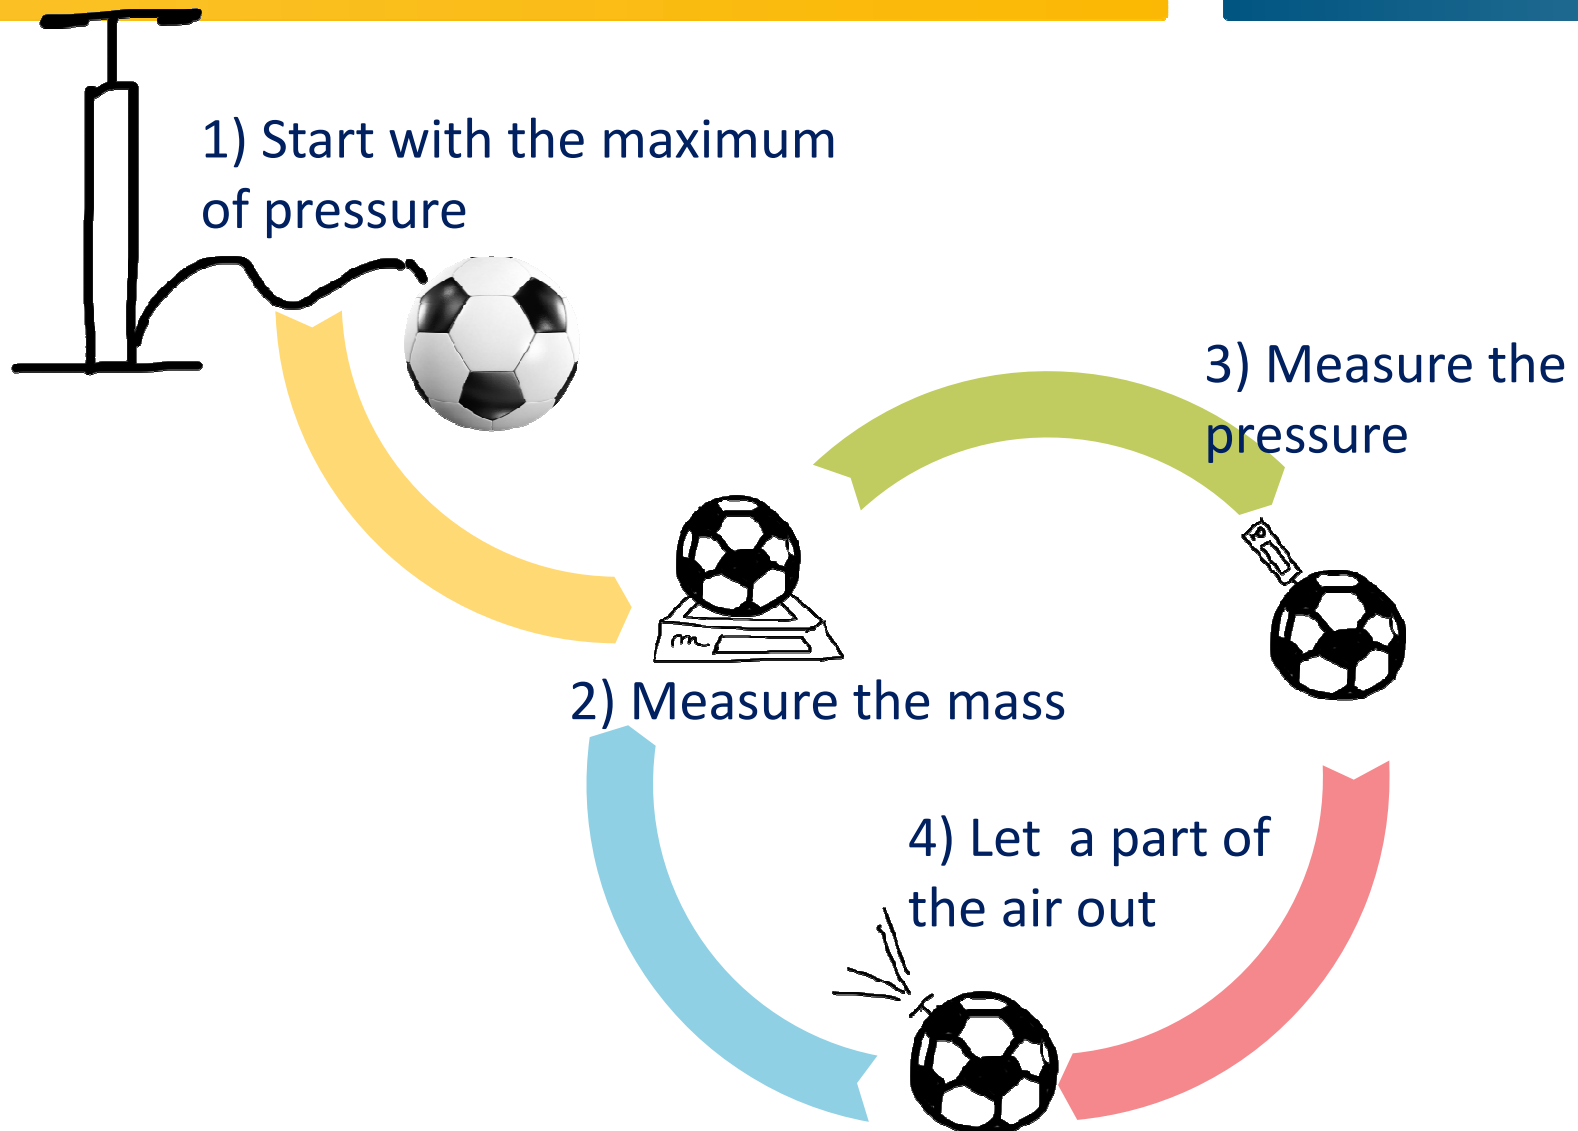 1) Start with the maximum
of pressure
3) Measure the
pressure
P
m
2) Measure the mass
4) Let  a part of
the air out